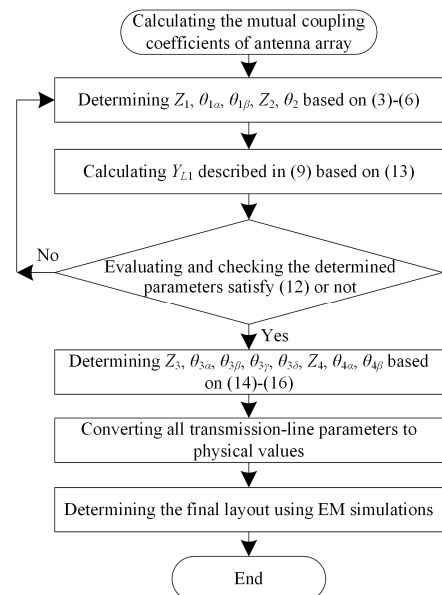 Calculating the mutual coupling
coefficients of antenna array
Determining Z1, θ1α, θ1β, Z2, θ2 based on (3)-(6)
Calculating YL1 described in (9) based on (13)
No
Evaluating and checking the determined
parameters satisfy (12) or not
Yes
Determining Z3, θ3α, θ3β, θ3γ, θ3δ, Z4, θ4α, θ4β based
on (14)-(16)
Converting all transmission-line parameters to
physical values
Determining the final layout using EM simulations
End